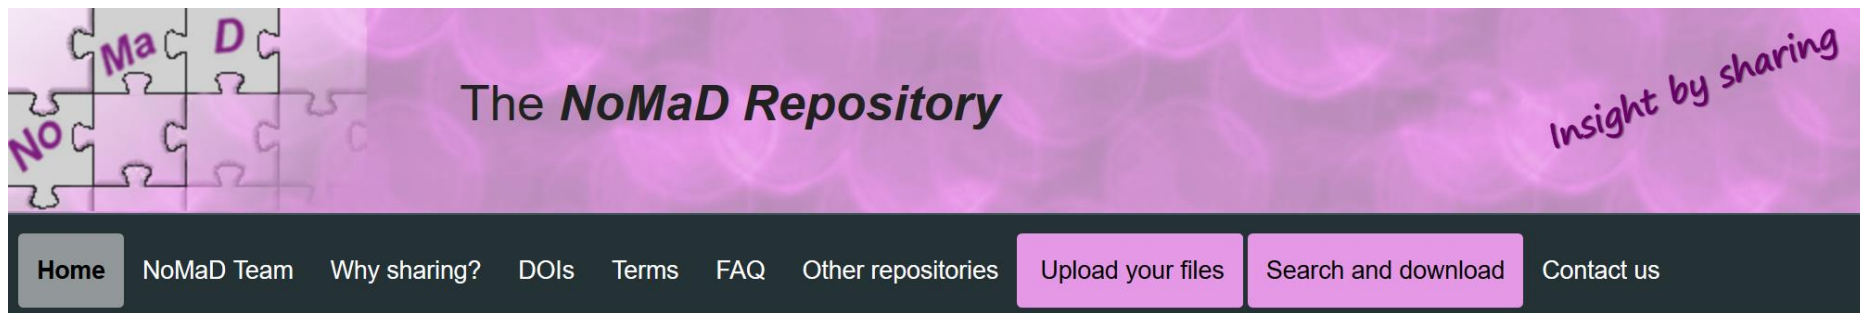 No Ma D
The NoMaD Repository
Insight by sharing
Home NoMaD Team Why sharing? DOIs Terms FAQ Other repositories Upload your files Search and download Contact us